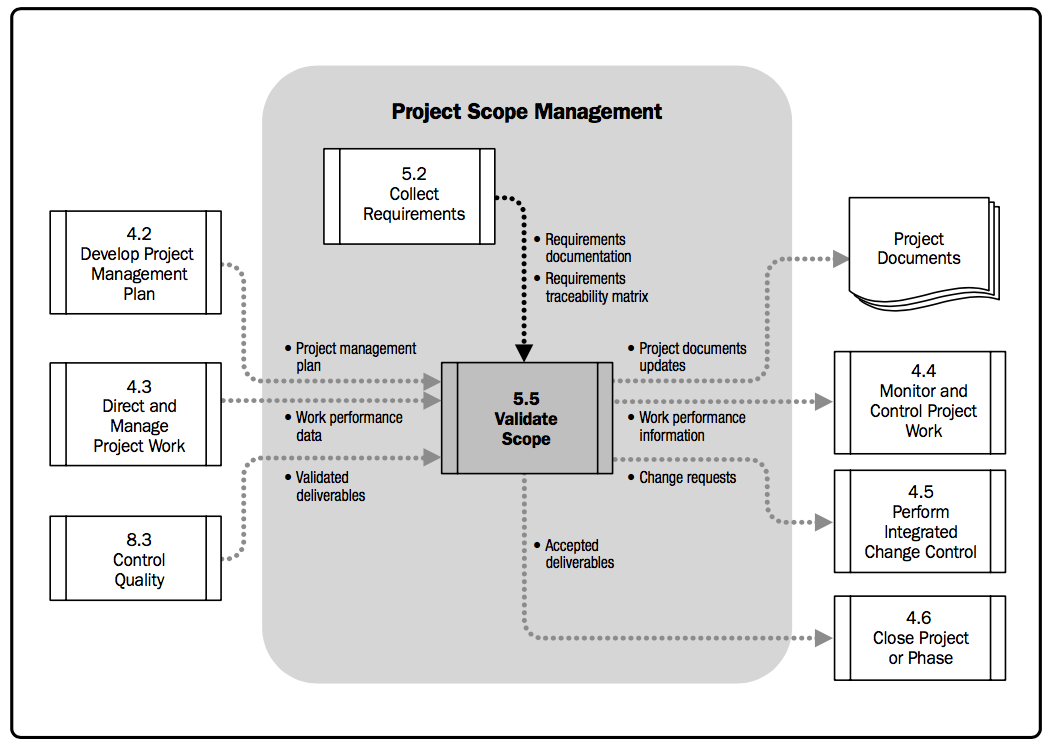 Project Scope Management
5.2
Collect
Requirements
4.2
Develop Project
Management
Plan
• Requirements
documentation
• Requirements
traceability matrix
Project
Documents
• Project management
plan
• Project documents
updates
4.3
Direct and
Manage
Project Work
5.5
Validate
Scope
4.4
Monitor and
Control Project
Work
• Work performance
data
• Work performance
information
• Validated
deliverables
• Change requests
4.5
Perform
Integrated
Change Control
8.3
Control
Quality
• Accepted
deliverables
4.6
Close Project
or Phase